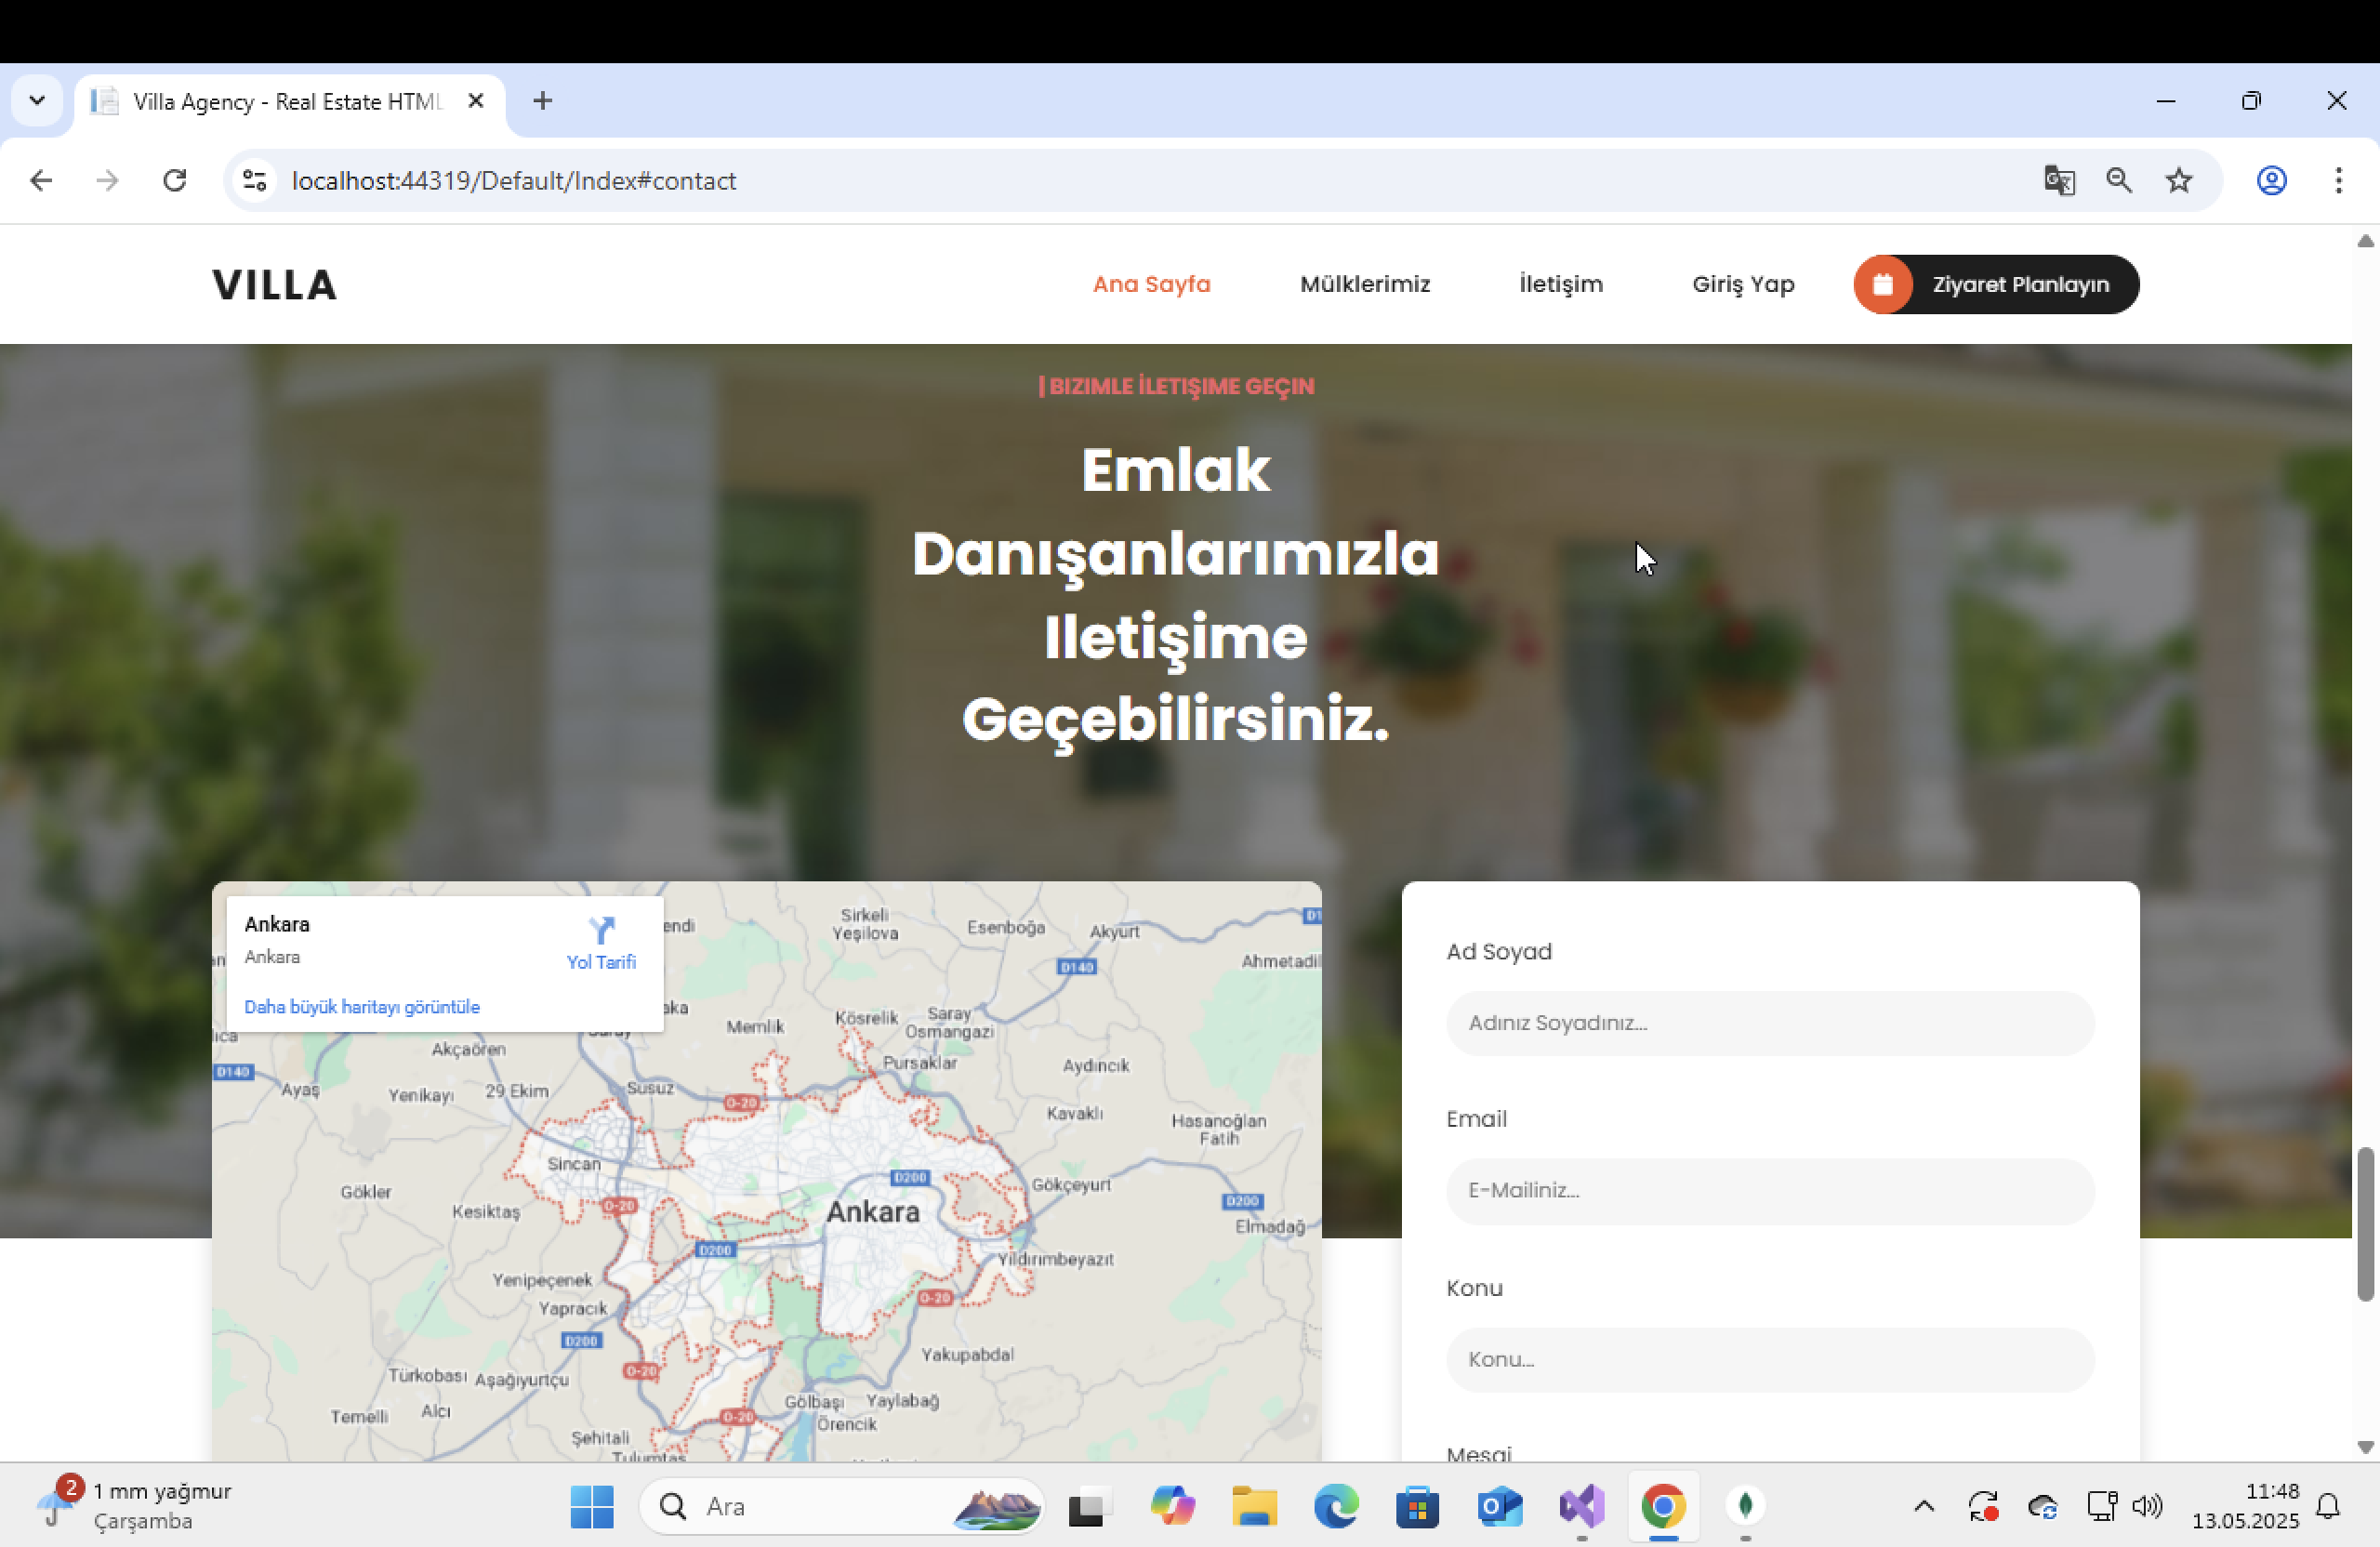 Villa Agency - Real Estate HTML
localhost:44319/Default/Index#contact
VILLA
Ana Sayfa
Mülklerimiz
İletişim
Giriş Yap
Ziyaret Planlayın
| BIZIMLE İLETIŞIME GEÇIN
Emlak
Danışanlarımızla
Iletişime
Geçebilirsiniz.
Ankara
Ankara
Yol Tarifi
Daha büyük haritayı görüntüle
endi
Sirkeli
Yeşilova
Esenboğa
Akyurt
D1
D140
Ahmetadil
aka
Memlik
Kösrelik
Saray
Osmangazi
lıca
Akçaören
Pursaklar
Aydıncık
D140
Ayaş
Yenikayı
29 Ekim
Susuz
O-20
Kavaklı
Hasanoğlan
Fatih
Sincan
D200
Gökçeyurt
Gökler
Kesiktaş
O-20
Ankara
D200
Elmadağ
D200
Yıldırımbeyazıt
Yenipeçenek
Yapracık
O-20
D200
Yakupabdal
O-20
Türkobası
Aşağıyurtçu
Gölbaşı
Yaylabağ
Temelli
Alcı
O-20
Örencik
Şehitali
Tulumtaş
Ad Soyad
Adınız Soyadınız...
Email
E-Mailiniz...
Konu
Konu...
Mesaj
2
1 mm yağmur
Çarşamba
Ara
11:48
13.05.2025